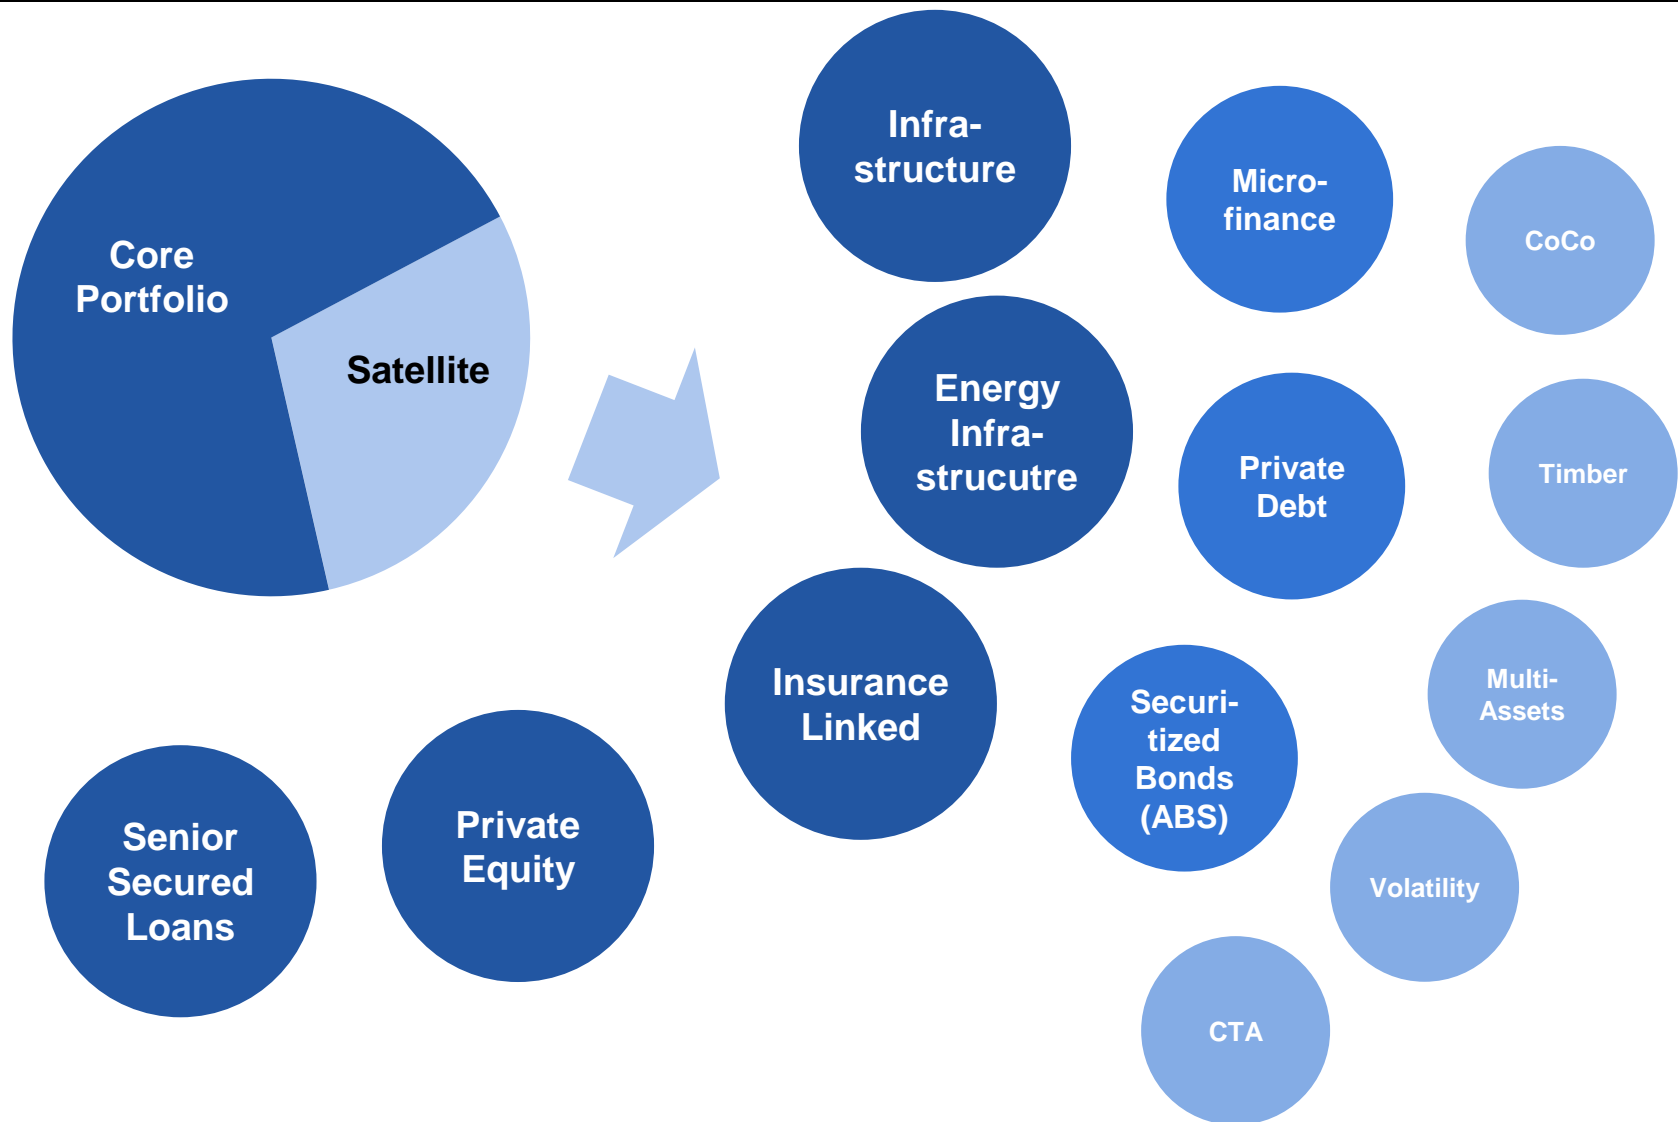 Core
Portfolio
Satellite
Infra-
structure
Micro-
finance
CoCo
Energy
Infra-
strucutre
Private
Debt
Timber
Insurance
Linked
Securi-
tized
Bonds
(ABS)
Multi-
Assets
Senior
Secured
Loans
Private
Equity
Volatility
CTA